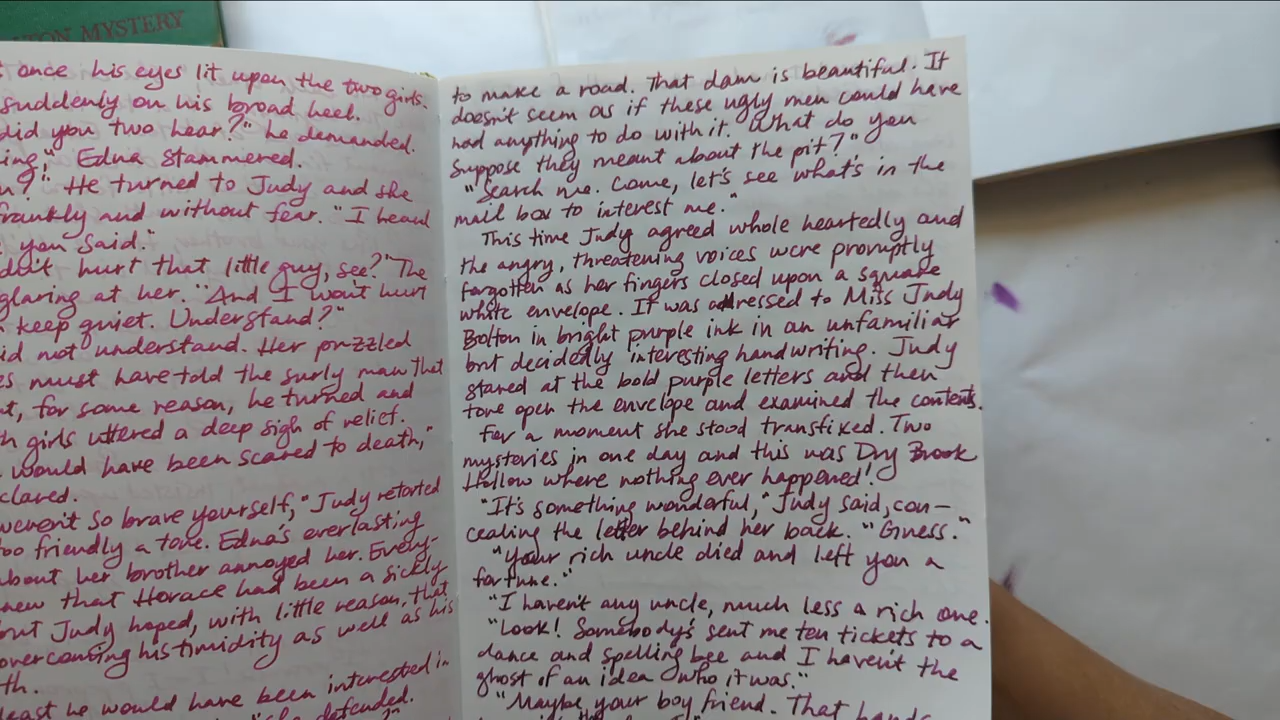 TON MYSTERY
once his eyes lit upon the two girls.
suddenly on his broad heel.
did you two hear?" he demanded.
ing," Edna stammered.
?" He turned to Judy and she
frankly and without fear. "I heard
you said."
don't hurt that little guy, see?" The
glaring at her. "And I won't hurt
keep quiet. Understand?"
id not understand. Her puzzled
es must have told the surly man that
ut, for some reason, he turned and
h girls uttered a deep sigh of relief.
would have been scared to death,"
clared.
weren't so brave yourself," Judy retorted
too friendly a tone. Edna's everlasting
about her brother annoyed her. Every-
new that Horace had been a sickly
but Judy hoped, with little reason, that
overcoming his timidity as well as his
th.
least he would have been interested in
she defended.
to make a road. That dam is beautiful. It
doesn't seem as if these ugly men could have
had anything to do with it. What do you
Suppose they meant about the pit?"
"Search me. Come, let's see what's in the
mail box to interest me."
This time Judy agreed whole heartedly and
the angry, threatening voices were promptly
forgotten as her fingers closed upon a square
white envelope. It was addressed to Miss Judy
Bolton in bright purple ink in an unfamiliar
but decidedly interesting handwriting. Judy
stared at the bold purple letters and then
tore open the envelope and examined the contents.
For a moment she stood transfixed. Two
mysteries in one day and this was Dry Brook
Hollow where nothing ever happened!
"It's something wonderful," Judy said, con-
cealing the letter behind her back. "Guess."
"Your rich uncle died and left you a
fortune."
"I haven't any uncle, much less a rich one.
"Look! Somebody's sent me ten tickets to a
dance and spelling bee and I haven't the
ghost of an idea who it was."
"Maybe your boy friend. That hand